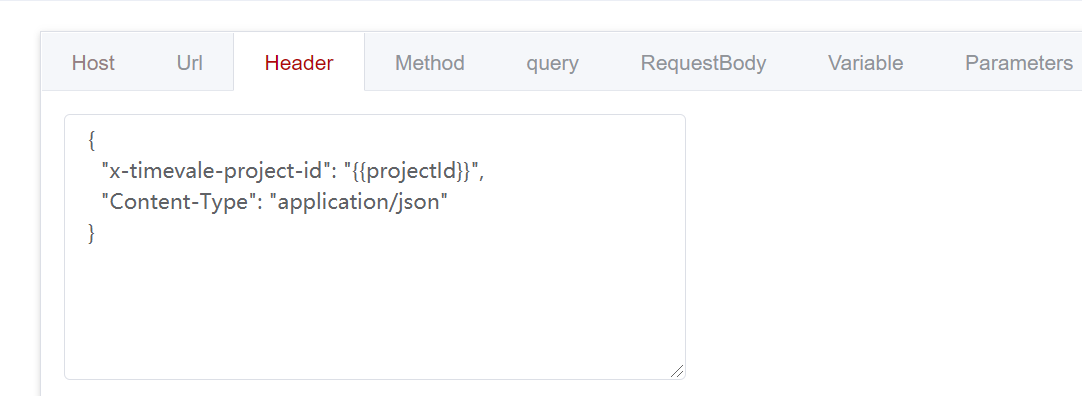 Host Url Header Method query RequestBody Variable Parameters
{
"x-timevale-project-id": "{{projectId}}",
"Content-Type": "application/json"
}